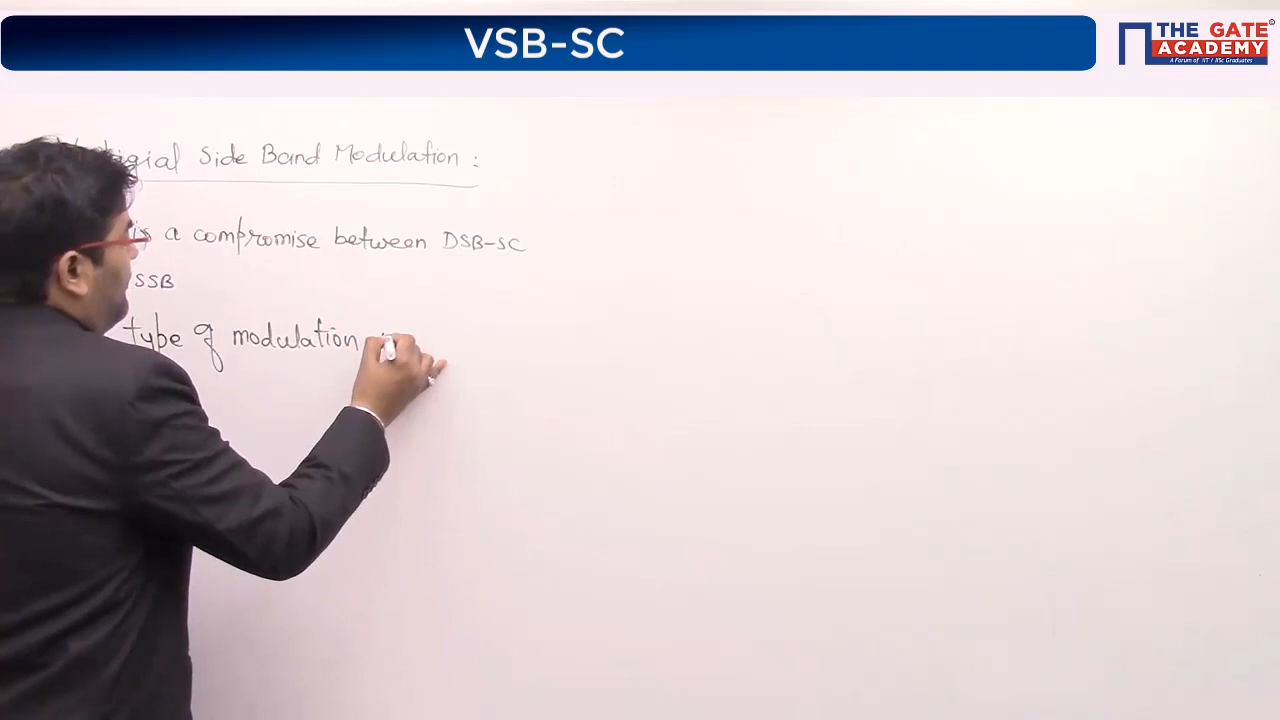 VSB-SC
THE GATE
ACADEMY
A Forum of IIT / IISc Graduates
Side Band Modulation :
is a compromise between DSB-SC
SSB
type of modulation